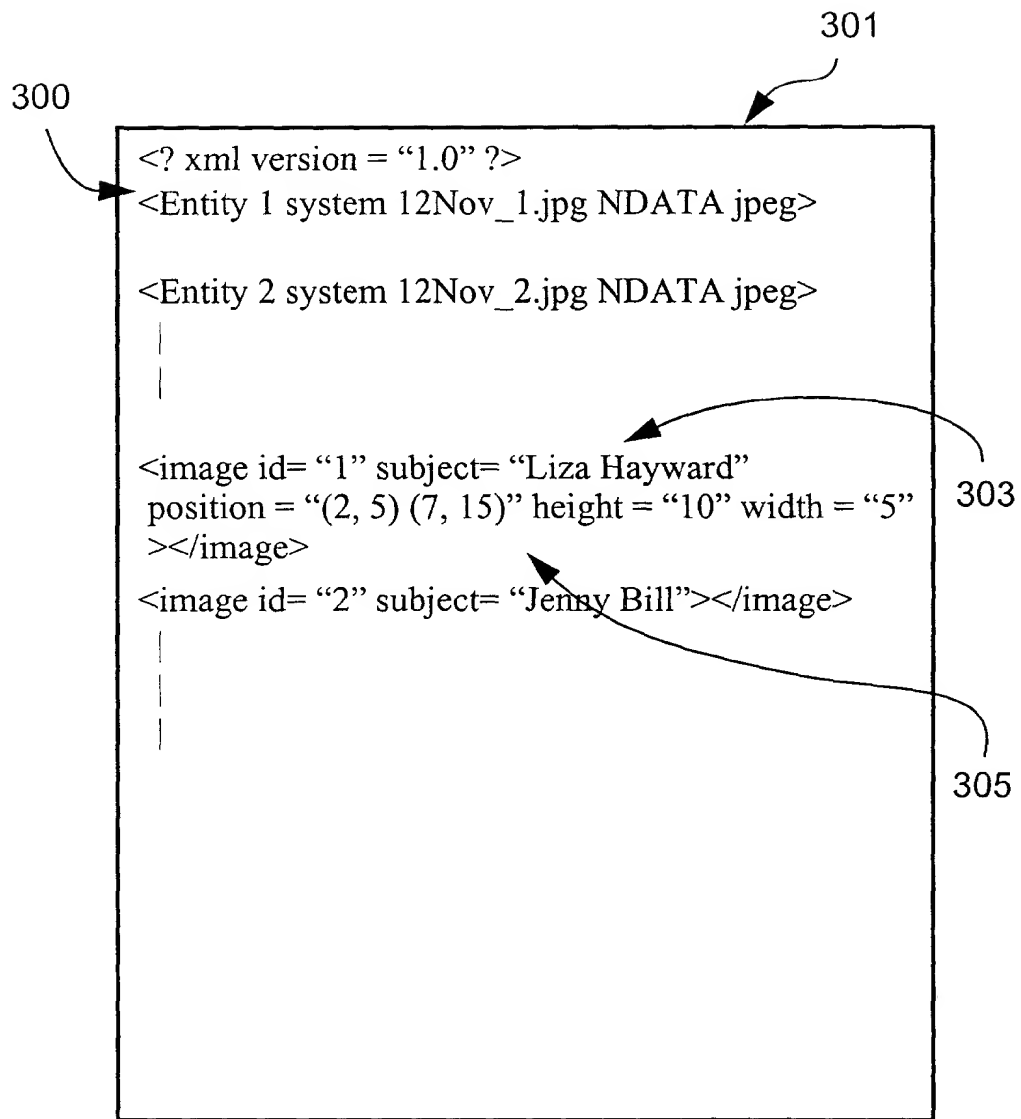 301
300
<? xml version = “1.0” ?>
<Entity 1 system 12Nov_1.jpg NDATA jpeg>
<Entity 2 system 12Nov_2.jpg NDATA jpeg>
<image id= “1” subject= “Liza Hayward”
303
position = “(2, 5) (7, 15)” height = “10” width = “5”
></image>
<image id= “2” subject= “Jenny Bill”></image>
305